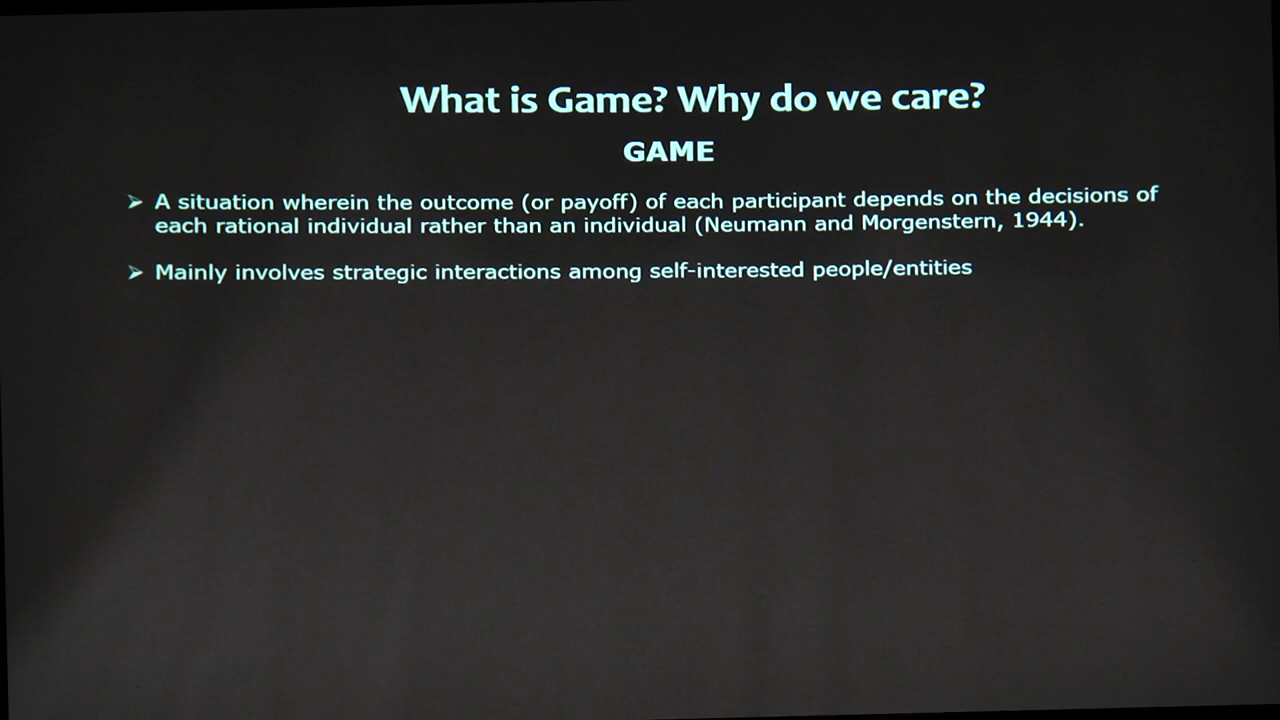 What is Game? Why do we care?
GAME
➢ A situation wherein the outcome (or payoff) of each participant depends on the decisions of
each rational individual rather than an individual (Neumann and Morgenstern, 1944).
➢ Mainly involves strategic interactions among self-interested people/entities